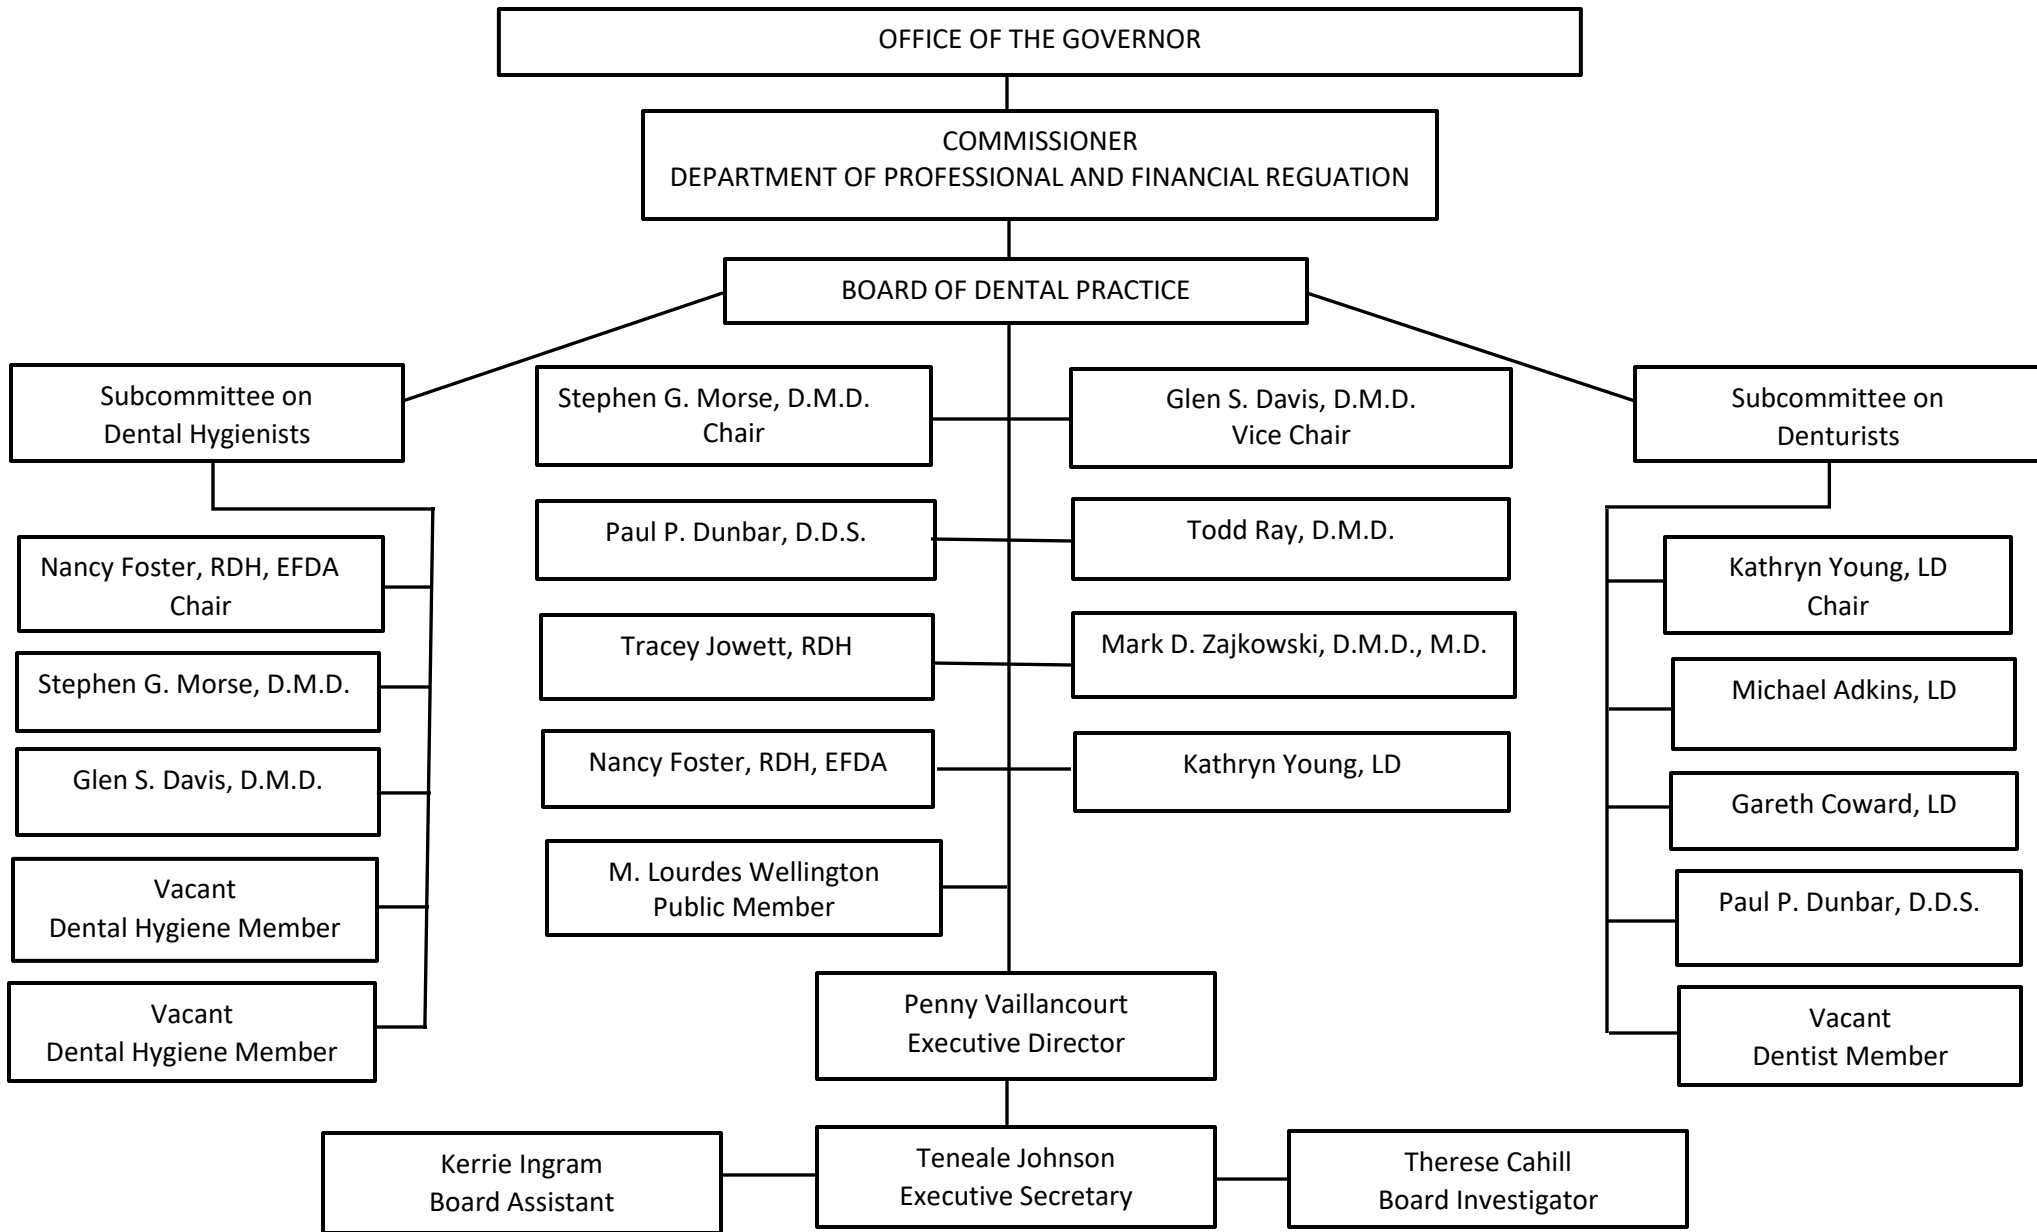 OFFICE OF THE GOVERNOR
COMMISSIONER
DEPARTMENT OF PROFESSIONAL AND FINANCIAL REGUATION
BOARD OF DENTAL PRACTICE
Subcommittee on
Dental Hygienists
Nancy Foster, RDH, EFDA
Chair
Stephen G. Morse, D.M.D.
Glen S. Davis, D.M.D.
Vacant
Dental Hygiene Member
Vacant
Dental Hygiene Member
Stephen G. Morse, D.M.D.
Chair
Glen S. Davis, D.M.D.
Vice Chair
Paul P. Dunbar, D.D.S.
Todd Ray, D.M.D.
Tracey Jowett, RDH
Mark D. Zajkowski, D.M.D., M.D.
Nancy Foster, RDH, EFDA
Kathryn Young, LD
M. Lourdes Wellington
Public Member
Subcommittee on
Denturists
Kathryn Young, LD
Chair
Michael Adkins, LD
Gareth Coward, LD
Paul P. Dunbar, D.D.S.
Vacant
Dentist Member
Penny Vaillancourt
Executive Director
Kerrie Ingram
Board Assistant
Teneale Johnson
Executive Secretary
Therese Cahill
Board Investigator